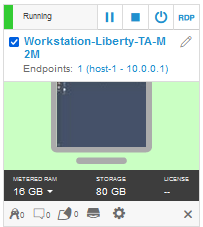 Running
RDP
Workstation-Liberty-TA-M
2M
Endpoints: 1 (host-1 - 10.0.0.1)
METERED RAM STORAGE LICENSE
16 GB 80 GB --
0 0 0